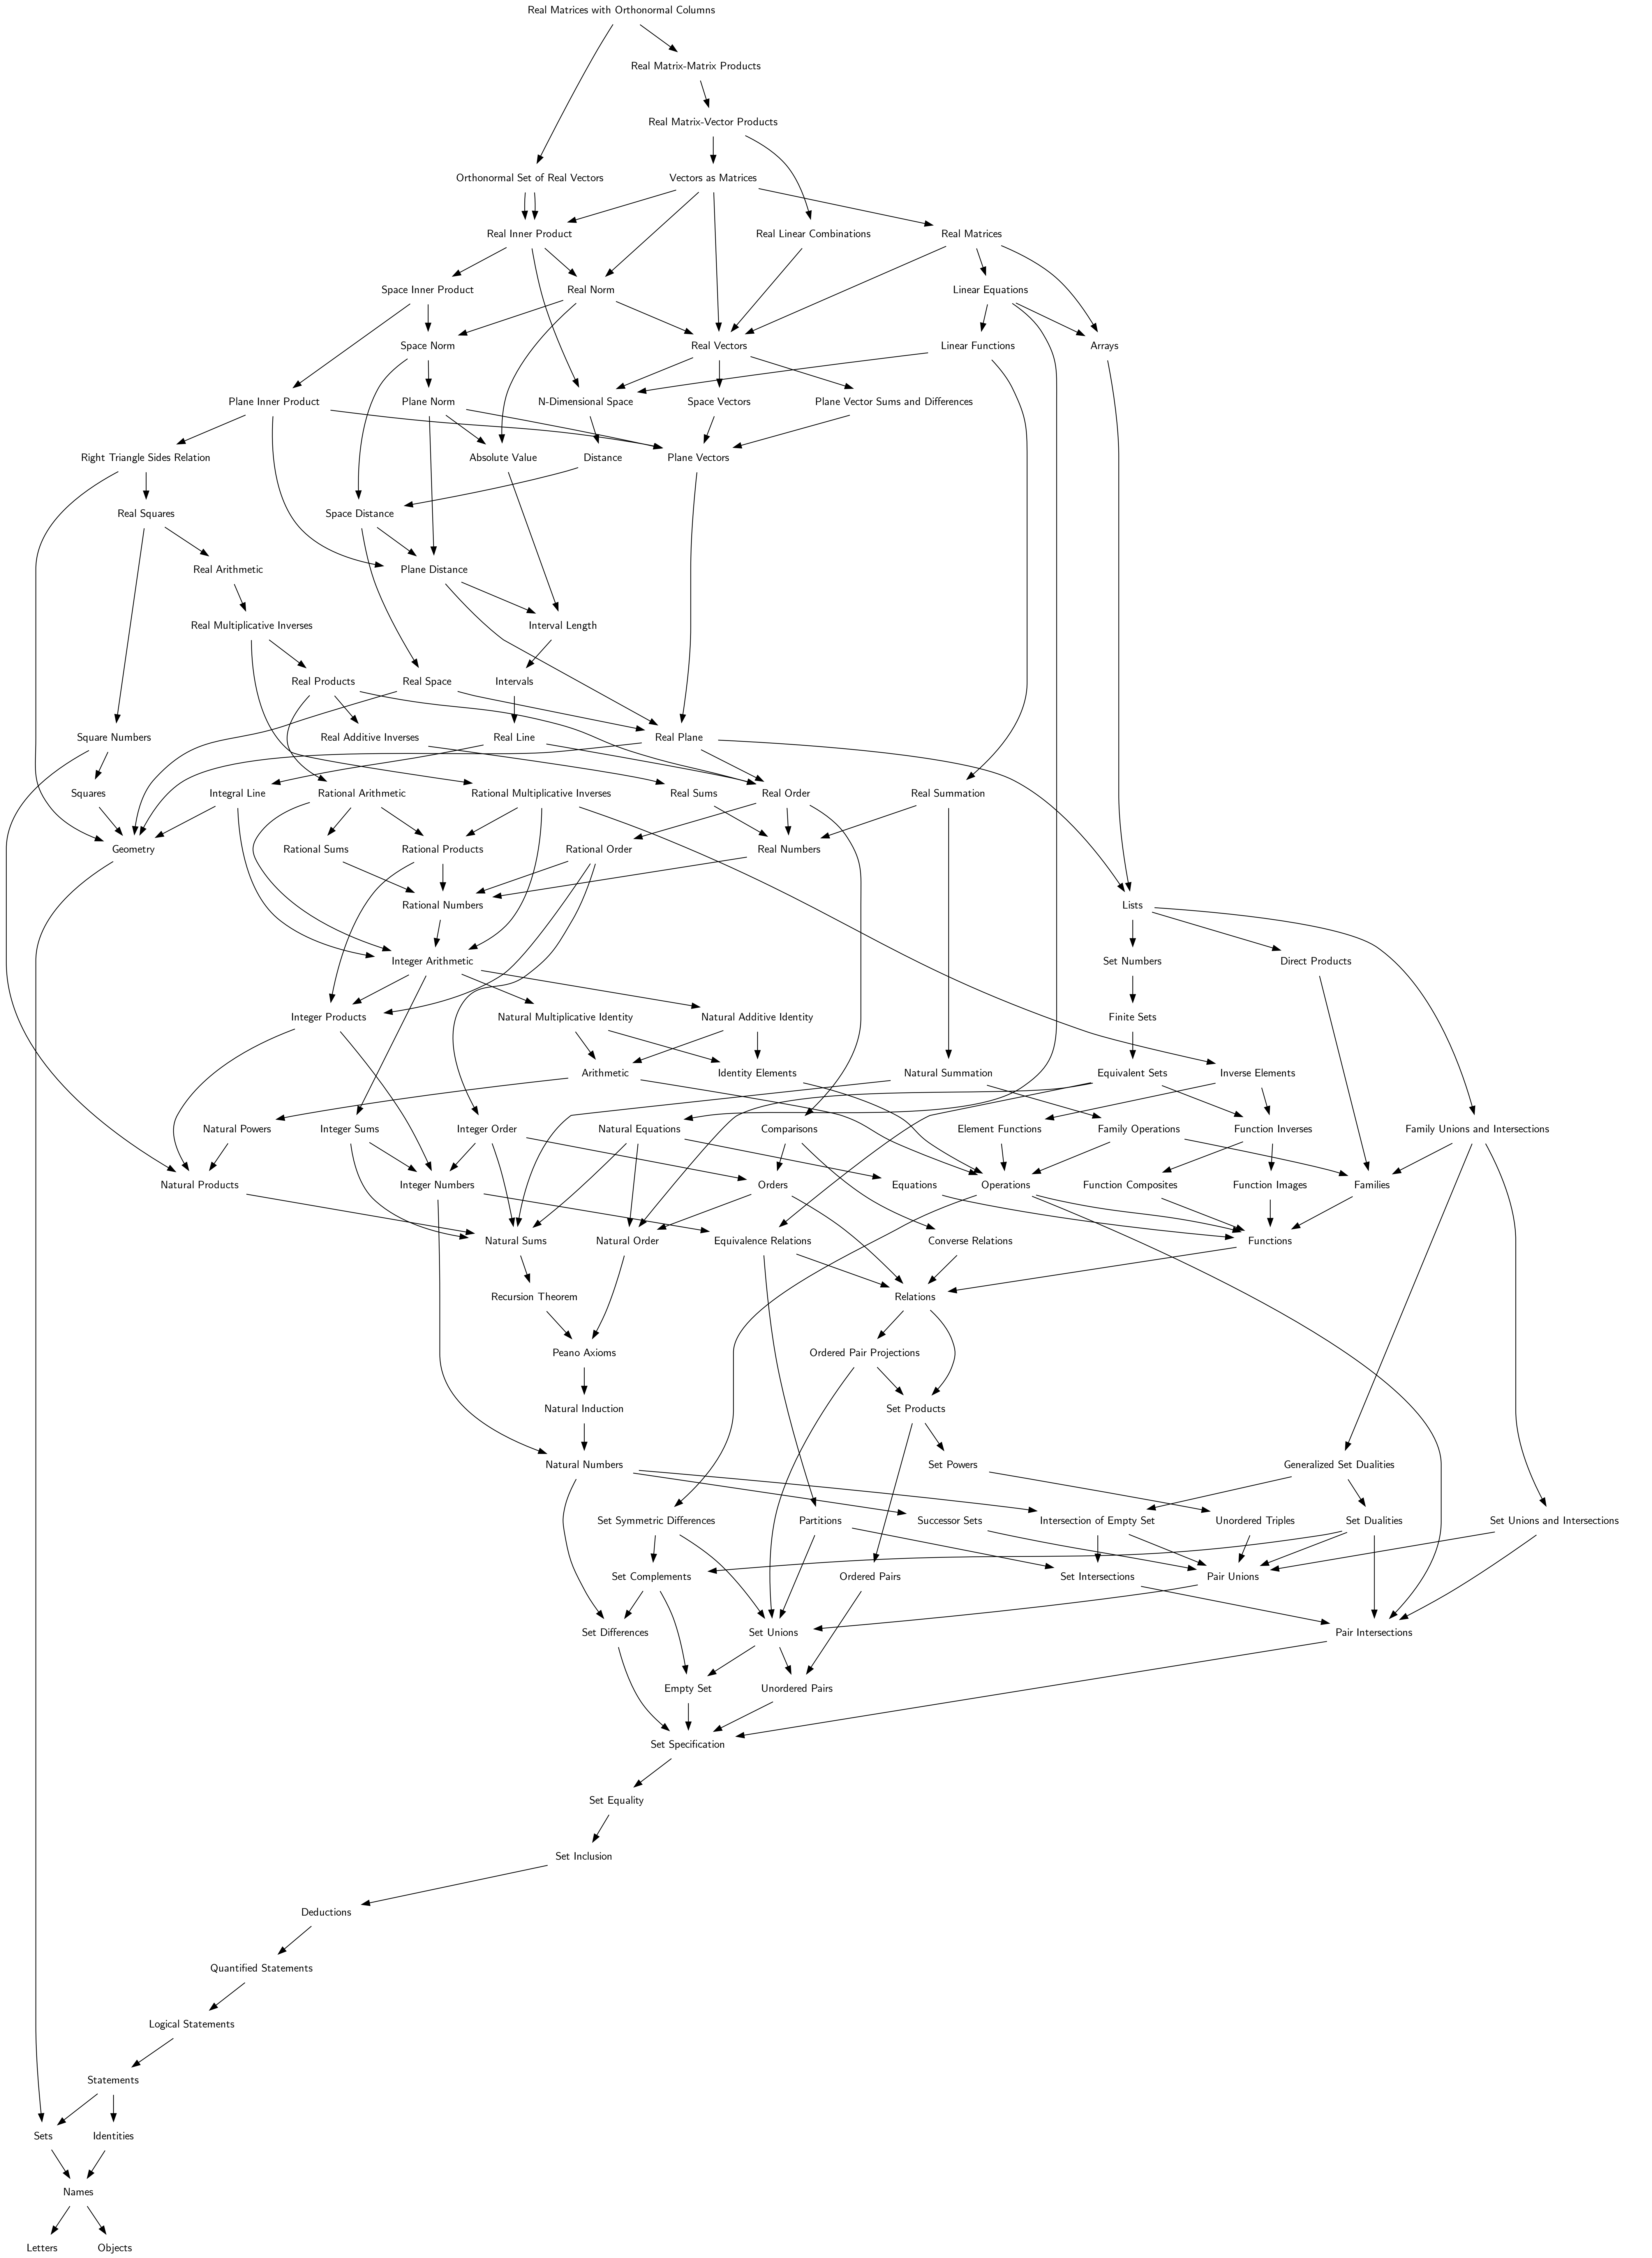 Real Matrices with Orthonormal Columns
Real Matrix-Matrix Products
Real Matrix-Vector Products
Orthonormal Set of Real Vectors
Vectors as Matrices
Real Inner Product
Real Linear Combinations
Real Matrices
Space Inner Product
Real Norm
Linear Equations
Space Norm
Real Vectors
Linear Functions
Arrays
Plane Inner Product
Plane Norm
N-Dimensional Space
Space Vectors
Plane Vector Sums and Differences
Right Triangle Sides Relation
Absolute Value
Distance
Plane Vectors
Real Squares
Space Distance
Real Arithmetic
Plane Distance
Real Multiplicative Inverses
Interval Length
Real Products
Real Space
Intervals
Square Numbers
Real Additive Inverses
Real Line
Real Plane
Squares
Integral Line
Rational Arithmetic
Rational Multiplicative Inverses
Real Sums
Real Order
Real Summation
Geometry
Rational Sums
Rational Products
Rational Order
Real Numbers
Rational Numbers
Lists
Integer Arithmetic
Set Numbers
Direct Products
Integer Products
Natural Multiplicative Identity
Natural Additive Identity
Finite Sets
Arithmetic
Identity Elements
Natural Summation
Equivalent Sets
Inverse Elements
Natural Powers
Integer Sums
Integer Order
Natural Equations
Comparisons
Element Functions
Family Operations
Function Inverses
Family Unions and Intersections
Natural Products
Integer Numbers
Orders
Equations
Operations
Function Composites
Function Images
Families
Natural Sums
Natural Order
Equivalence Relations
Converse Relations
Functions
Recursion Theorem
Relations
Peano Axioms
Ordered Pair Projections
Natural Induction
Set Products
Natural Numbers
Set Powers
Generalized Set Dualities
Set Symmetric Differences
Partitions
Successor Sets
Intersection of Empty Set
Unordered Triples
Set Dualities
Set Unions and Intersections
Set Complements
Ordered Pairs
Set Intersections
Pair Unions
Set Differences
Set Unions
Pair Intersections
Empty Set
Unordered Pairs
Set Specification
Set Equality
Set Inclusion
Deductions
Quantified Statements
Logical Statements
Statements
Sets
Identities
Names
Letters
Objects